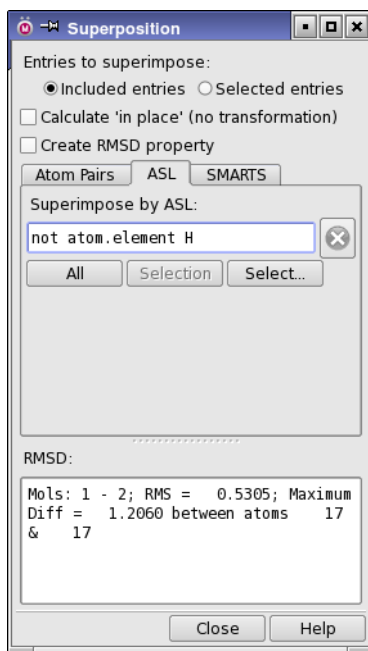 Superposition
Entries to superimpose:
Included entries Selected entries
Calculate 'in place' (no transformation)
Create RMSD property
Atom Pairs ASL SMARTS
Superimpose by ASL:
not atom.element H
All Selection Select...
RMSD:
Mols: 1 - 2; RMS =   0.5305; Maximum
Diff =   1.2060 between atoms    17
&    17
Close Help